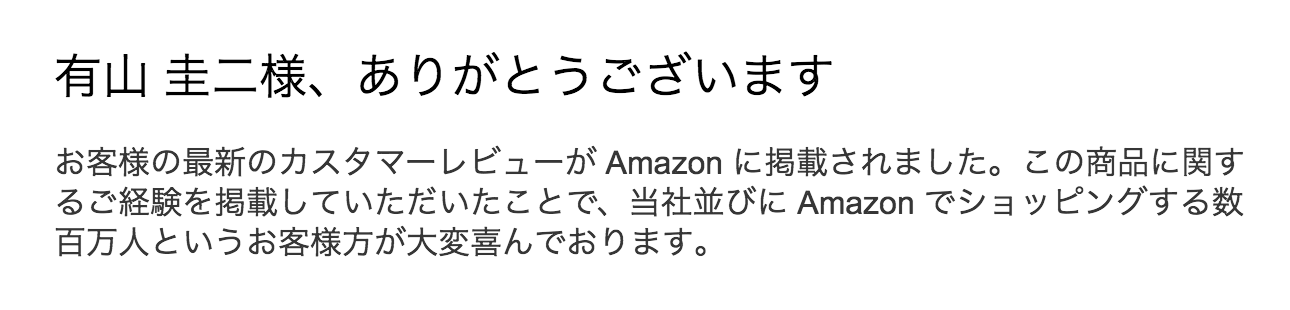 有山 圭二様、ありがとうございます
お客様の最新のカスタマーレビューが Amazon に掲載されました。この商品に関す
るご経験を掲載していただいたことで、当社並びに Amazon でショッピングする数
百万人というお客様方が大変喜んでおります。